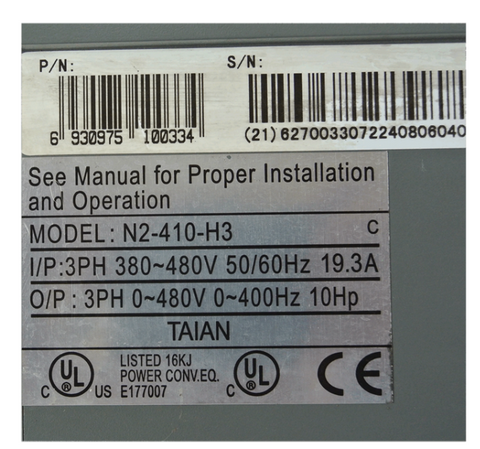 P/N: S/N:
6 930975 100334 (21)627003307224080604​0
See Manual for Proper Installation
and Operation
MODEL: N2-410-H3 C
I/P:3PH 380~480V 50/60Hz 19.3A
O/P: 3PH 0~480V 0~400Hz 10Hp
TAIAN
LISTED 16KJ
C UL ® US POWER CONV.EQ. C UL ® CE
E177007